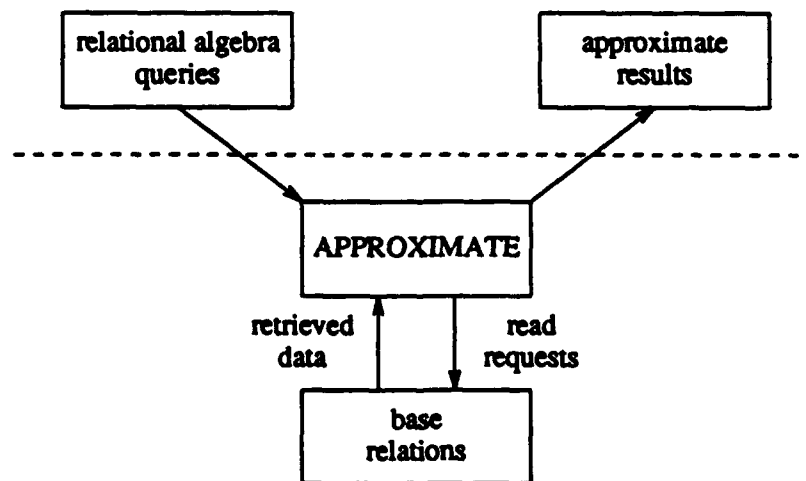 relational algebra
queries
approximate
results
APPROXIMATE
retrieved
data
read
requests
base
relations